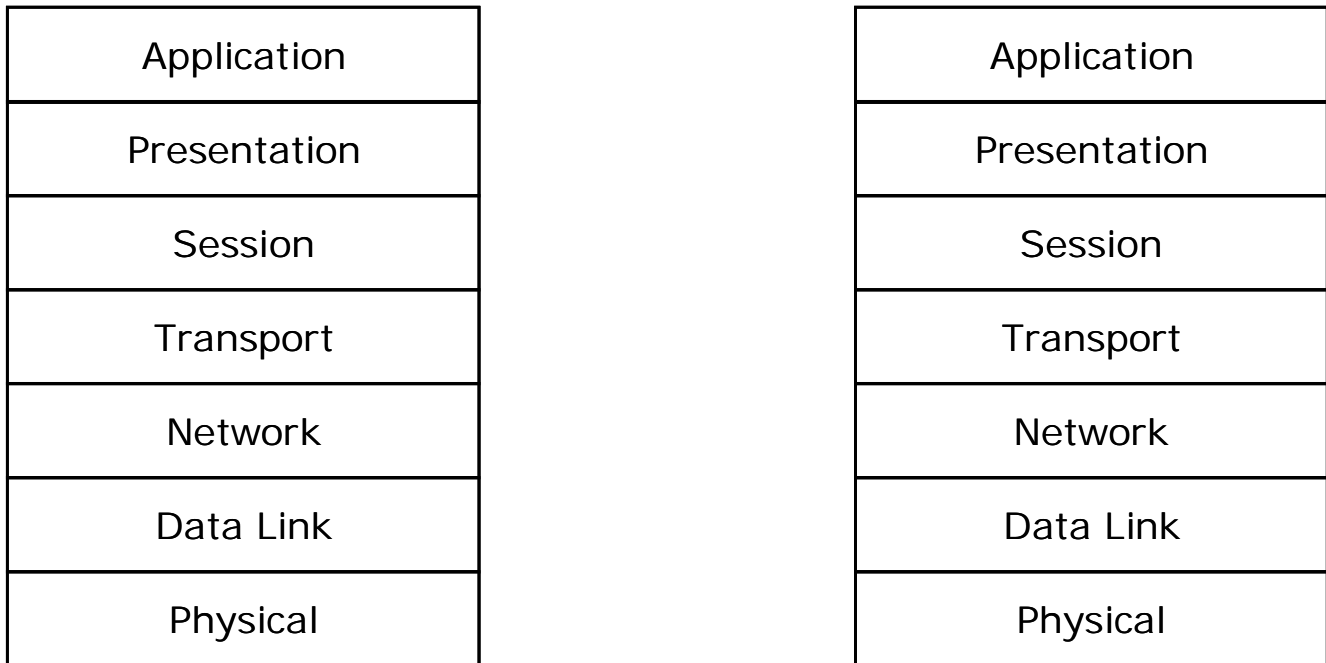 Application
Presentation
Session
Transport
Network
Data Link
Physical
Application
Presentation
Session
Transport
Network
Data Link
Physical